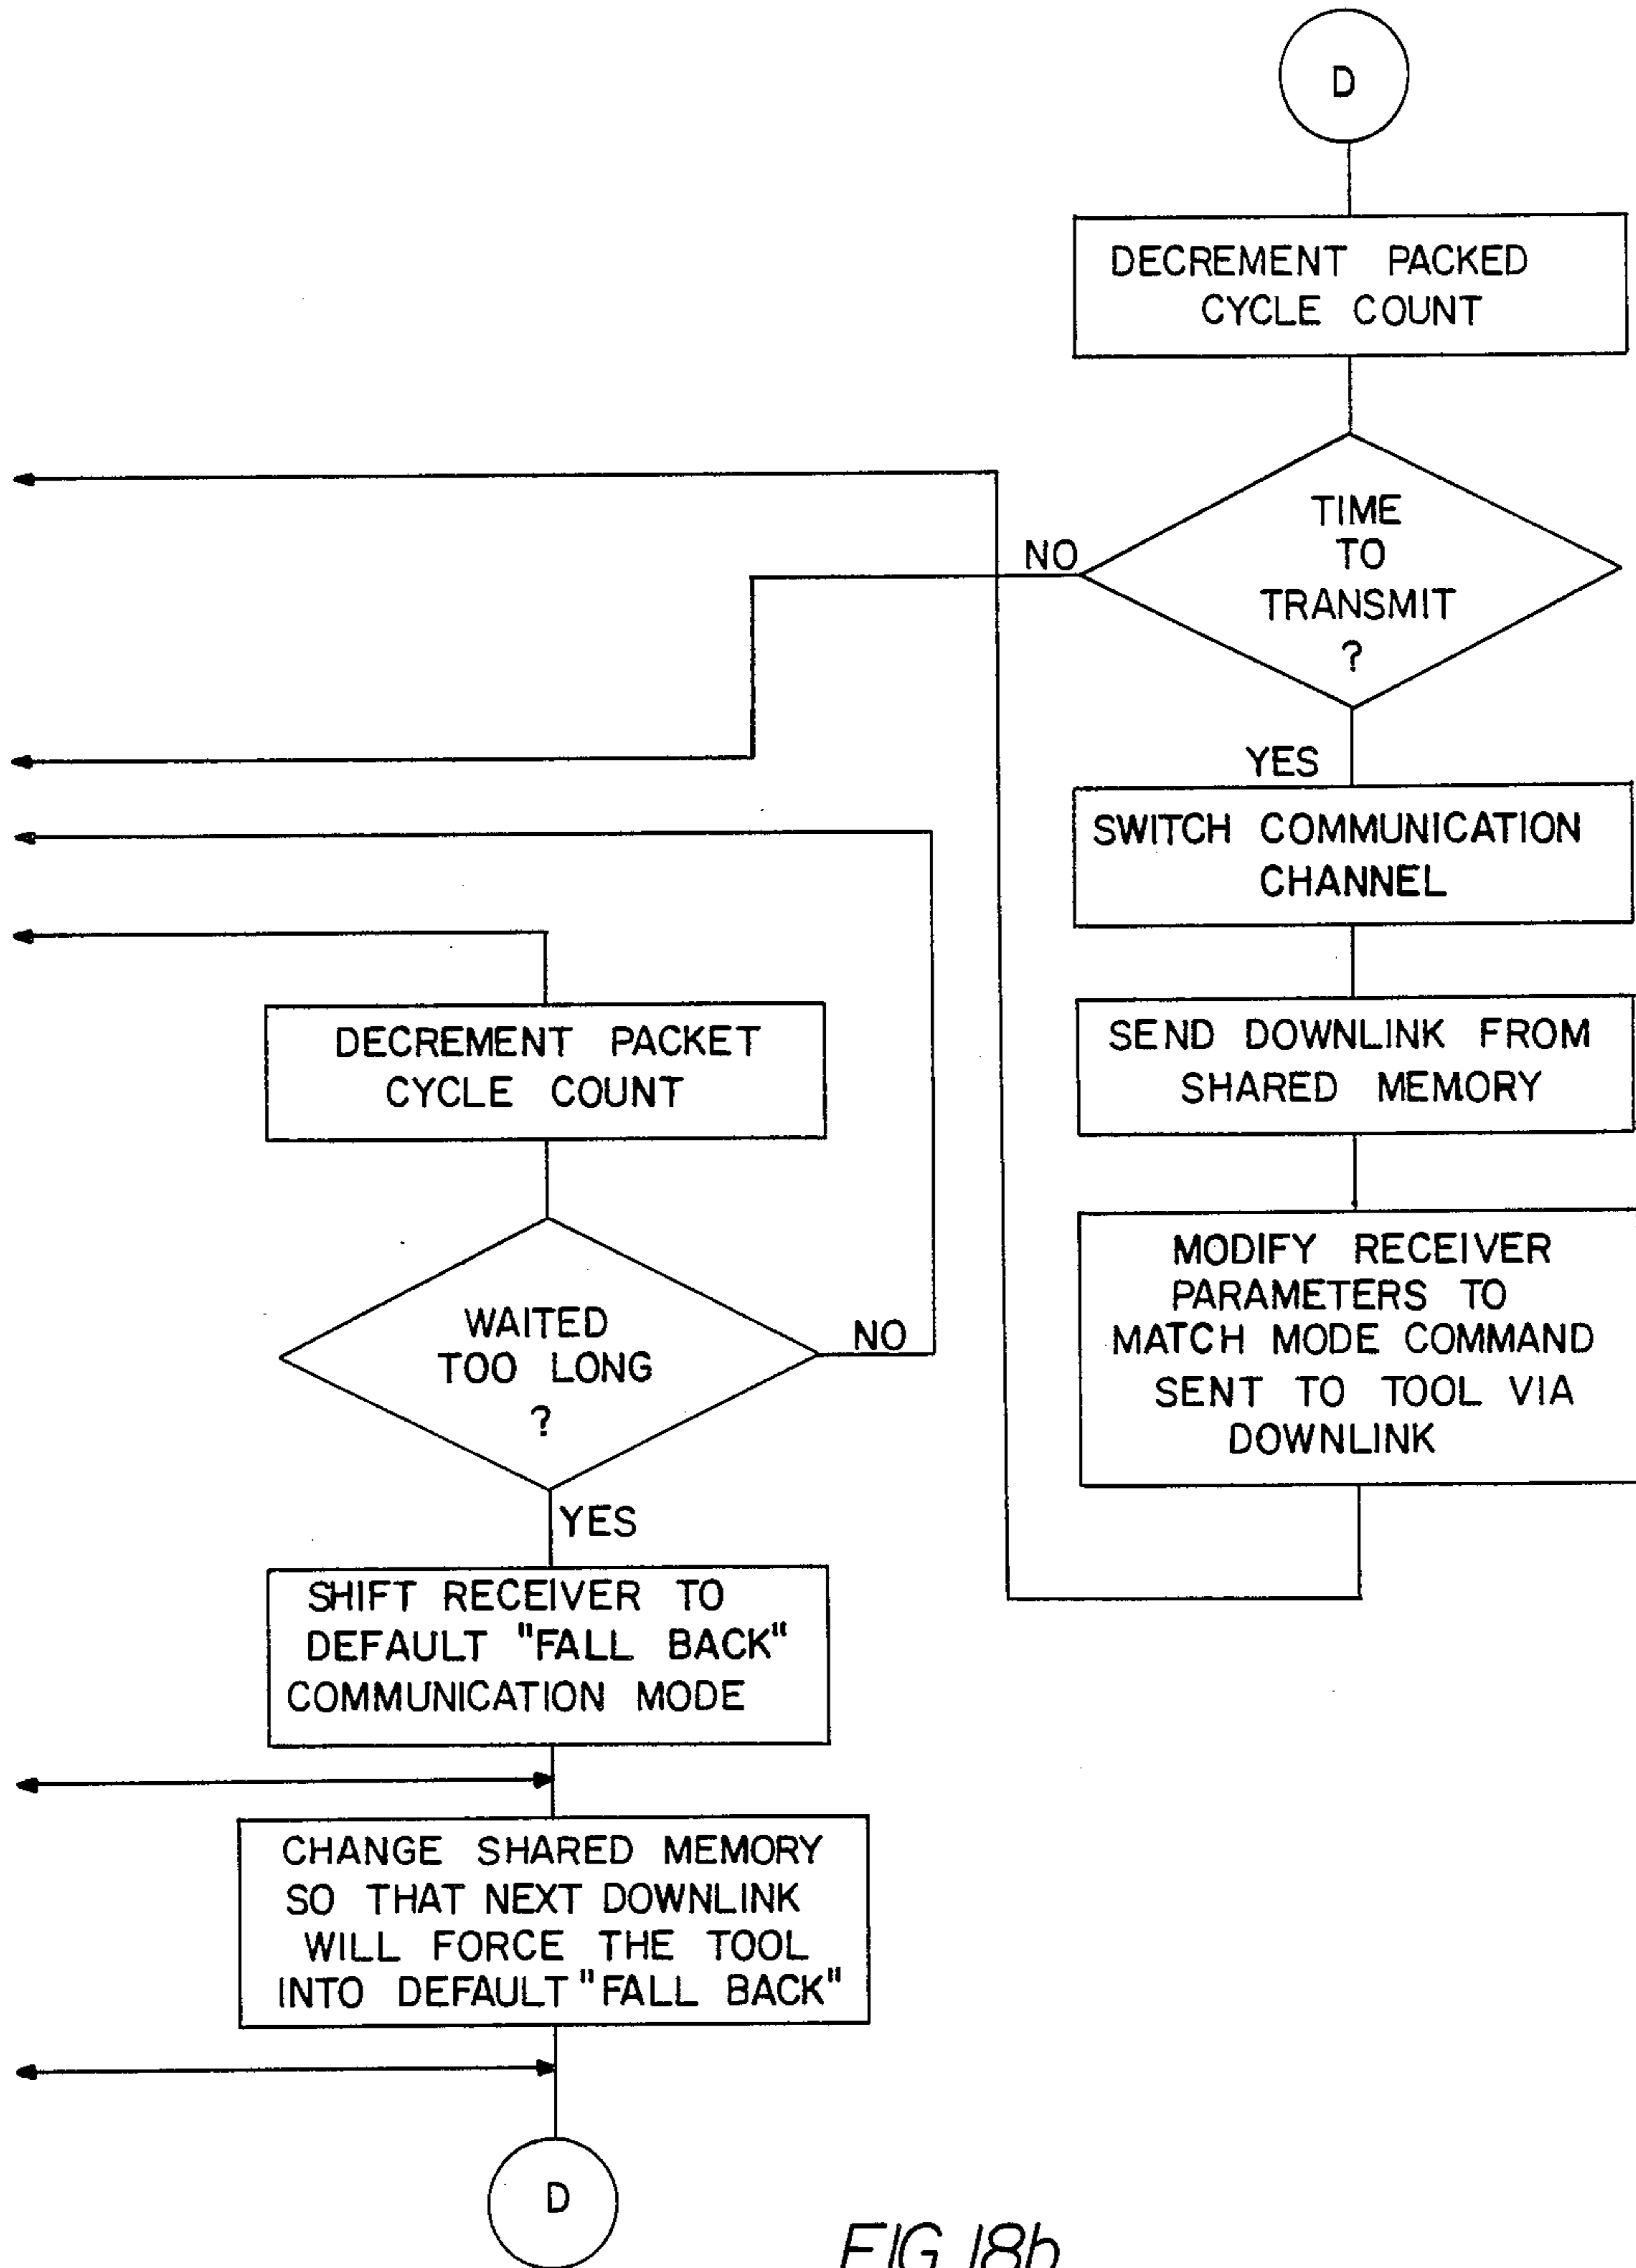 D
DECREMENT PACKED
CYCLE COUNT
TIME
TO
TRANSMIT
?
NO
YES
SWITCH COMMUNICATION
CHANNEL
SEND DOWNLINK FROM
SHARED MEMORY
MODIFY RECEIVER
PARAMETERS TO
MATCH MODE COMMAND
SENT TO TOOL VIA
DOWNLINK
DECREMENT PACKET
CYCLE COUNT
WAITED
TOO LONG
?
NO
YES
SHIFT RECEIVER TO
DEFAULT "FALL BACK"
COMMUNICATION MODE
CHANGE SHARED MEMORY
SO THAT NEXT DOWNLINK
WILL FORCE THE TOOL
INTO DEFAULT "FALL BACK"
D
FIG. 18b